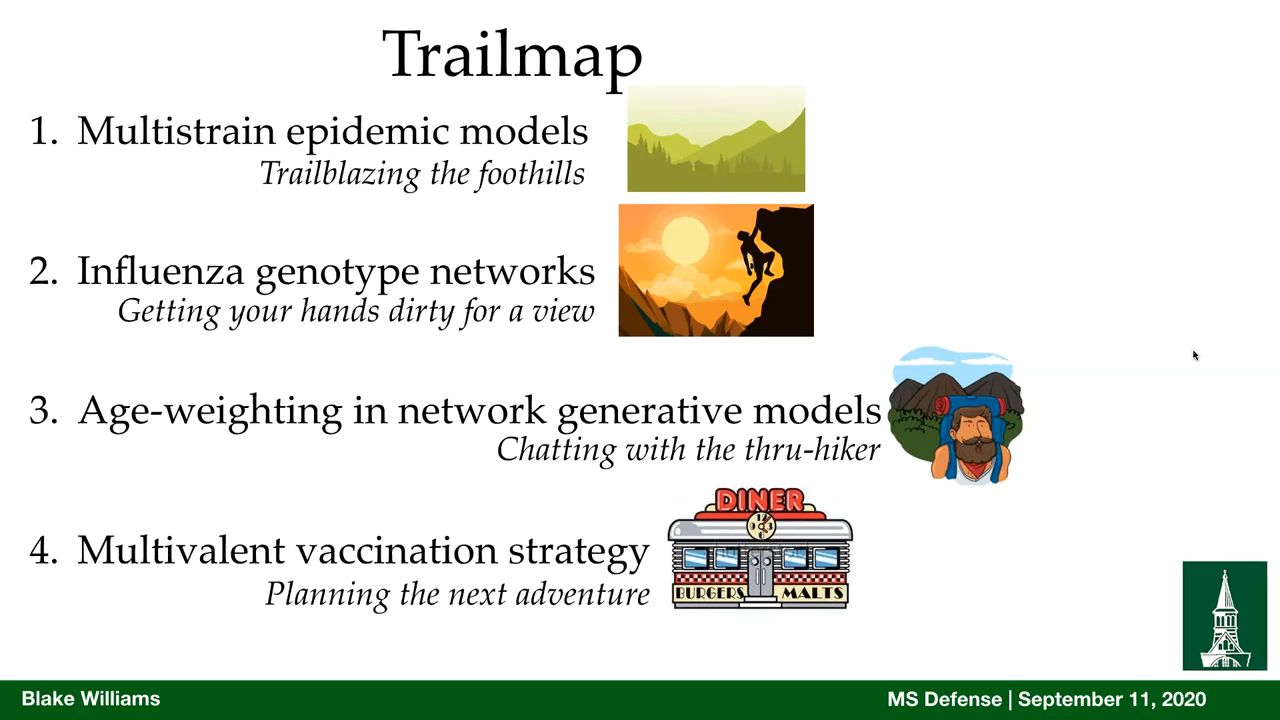 Trailmap
1. Multistrain epidemic models
Trailblazing the foothills
2. Influenza genotype networks
Getting your hands dirty for a view
3. Age-weighting in network generative models
Chatting with the thru-hiker
DINER
4. Multivalent vaccination strategy
BURGERS MALTS
Planning the next adventure
Blake Williams
MS Defense | September 11, 2020